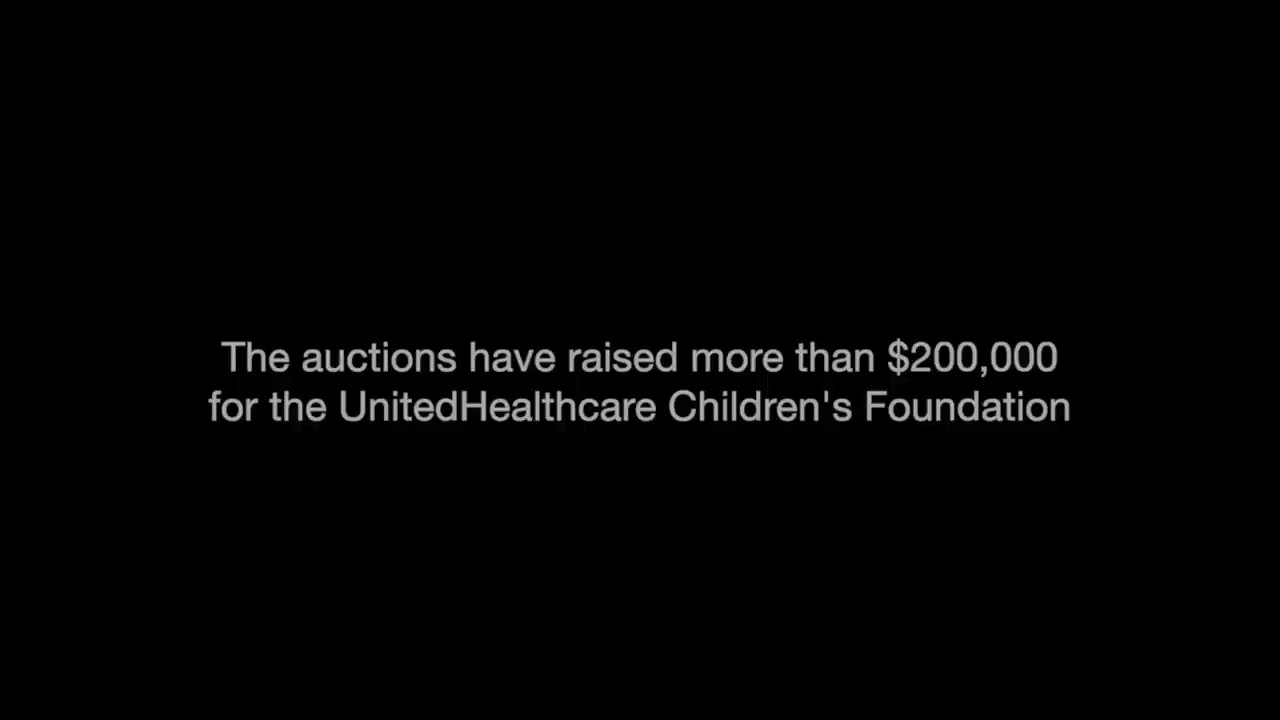 The auctions have raised more than $200,000
for the UnitedHealthcare Children's Foundation